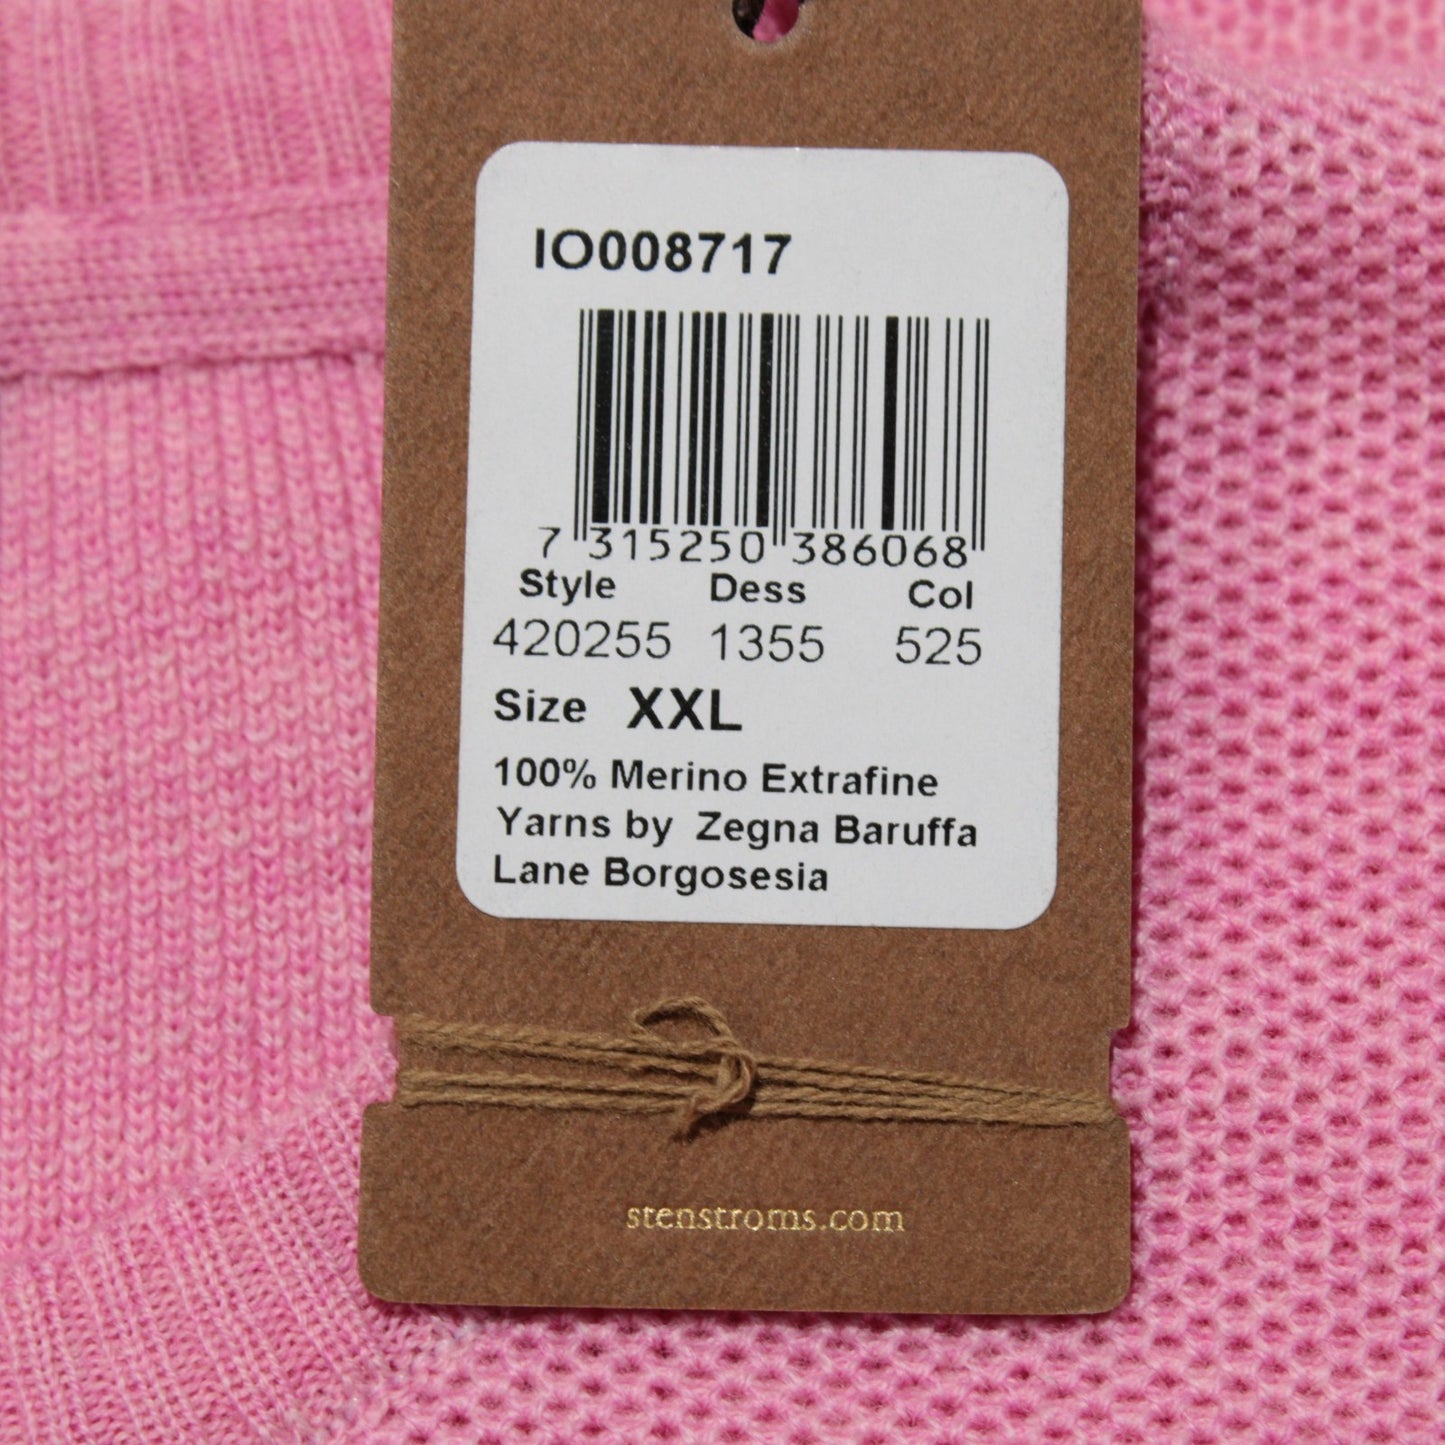 IO008717
7 315250 386068
Style Dess Col
420255 1355 525
Size XXL
100% Merino Extrafine
Yarns by Zegna Baruffa
Lane Borgosesia
stenstroms.com